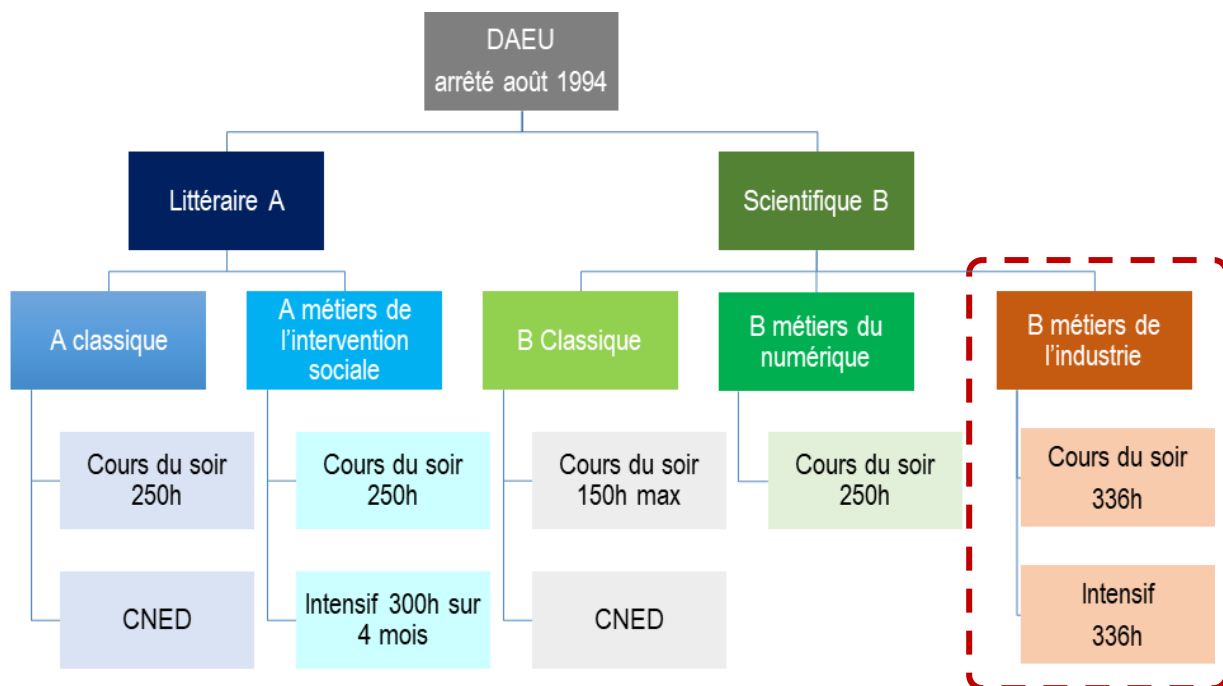 DAEU
arrêté août 1994
Littéraire A
Scientifique B
A classique
A métiers de
l'intervention
sociale
B Classique
B métiers du
numérique
B métiers de
l'industrie
Cours du soir
250h
Cours du soir
250h
Cours du soir
150h max
Cours du soir
250h
Cours du soir
336h
CNED
Intensif 300h sur
4 mois
CNED
Intensif
336h